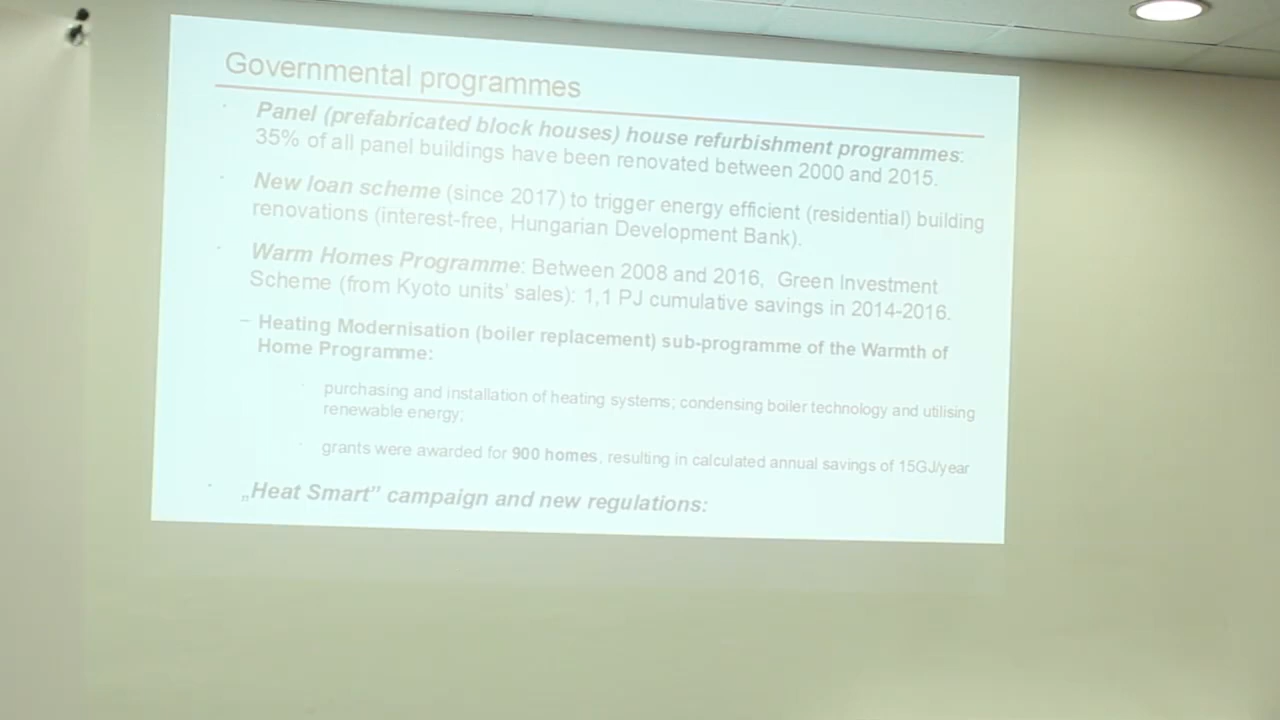 Governmental programmes
Panel (prefabricated block houses) house refurbishment programmes:
35% of all panel buildings have been renovated between 2000 and 2015.
New loan scheme (since 2017) to trigger energy efficient (residential) building
renovations (interest-free, Hungarian Development Bank).
Warm Homes Programme: Between 2008 and 2016, Green Investment
Scheme (from Kyoto units' sales): 1,1 PJ cumulative savings in 2014-2016.
– Heating Modernisation (boiler replacement) sub-programme of the Warmth of
Home Programme:
purchasing and installation of heating systems; condensing boiler technology and utilising
renewable energy;
grants were awarded for 900 homes, resulting in calculated annual savings of 15GJ/year
„Heat Smart” campaign and new regulations: